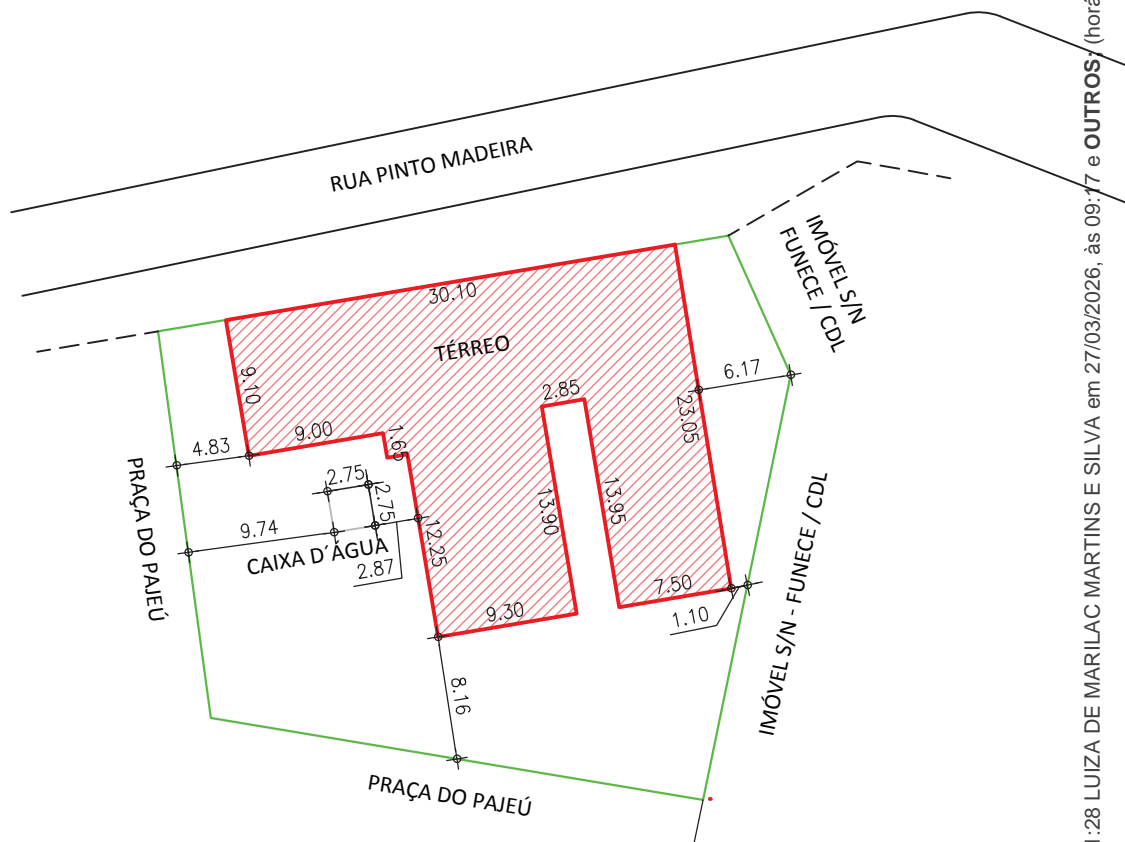 RUA PINTO MADEIRA
IMÓVEL S/N
FUNECE / CDL
30.10
TÉRREO
9.10
6.17
2.85
23.05
9.00
1.65
4.83
2.75
2.75
13.90
13.95
PRAÇA DO PAJEÚ
9.74
12.25
CAIXA D´ÁGUA
2.87
7.50
9.30
1.10
IMÓVEL S/N - FUNECE / CDL
8.16
PRAÇA DO PAJEÚ
1:28 LUIZA DE MARILAC MARTINS E SILVA em 27/03/2026, às 09:17 e OUTROS; (horá